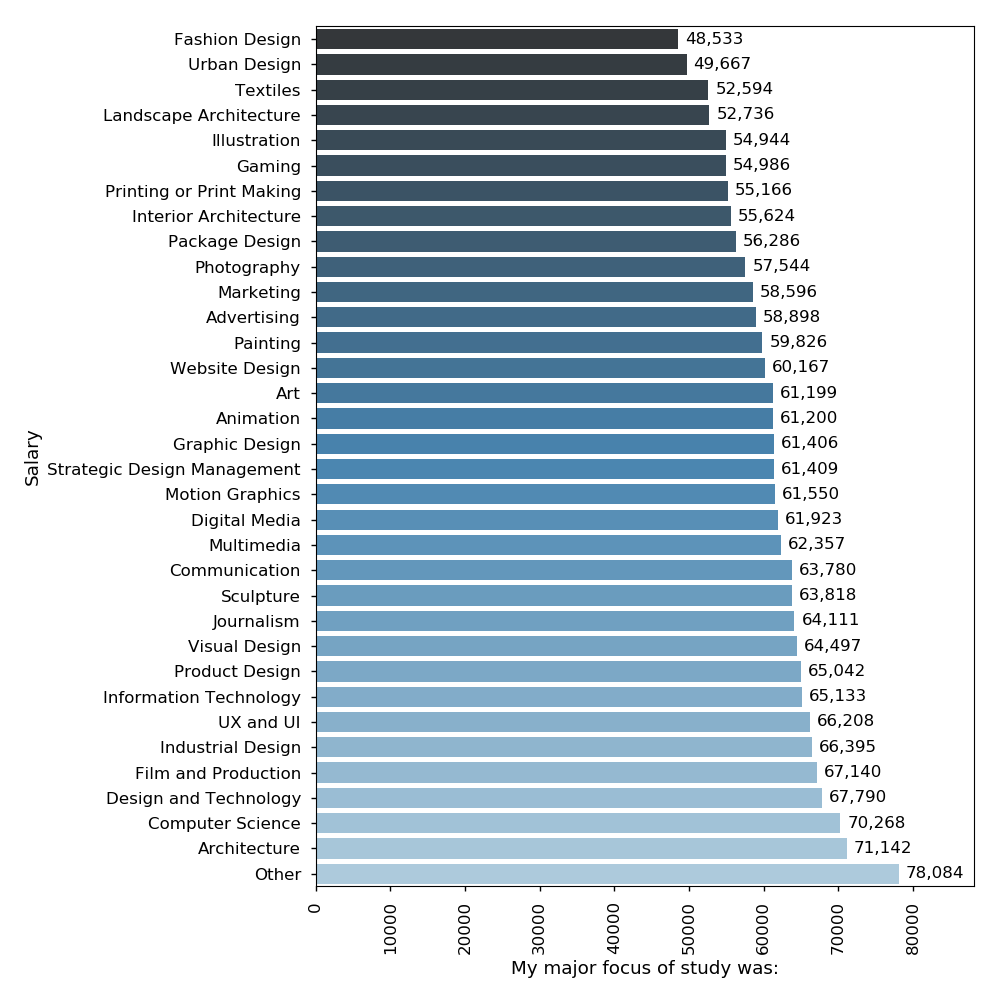 Fashion Design 48,533
Urban Design 49,667
Textiles 52,594
Landscape Architecture 52,736
Illustration 54,944
Gaming 54,986
Printing or Print Making 55,166
Interior Architecture 55,624
Package Design 56,286
Photography 57,544
Marketing 58,596
Advertising 58,898
Painting 59,826
Website Design 60,167
Art 61,199
Animation 61,200
Graphic Design 61,406
Salary
Strategic Design Management 61,409
Motion Graphics 61,550
Digital Media 61,923
Multimedia 62,357
Communication 63,780
Sculpture 63,818
Journalism 64,111
Visual Design 64,497
Product Design 65,042
Information Technology 65,133
UX and UI 66,208
Industrial Design 66,395
Film and Production 67,140
Design and Technology 67,790
Computer Science 70,268
Architecture 71,142
Other 78,084
0 10000 20000 30000 40000 50000 60000 70000 80000
My major focus of study was: